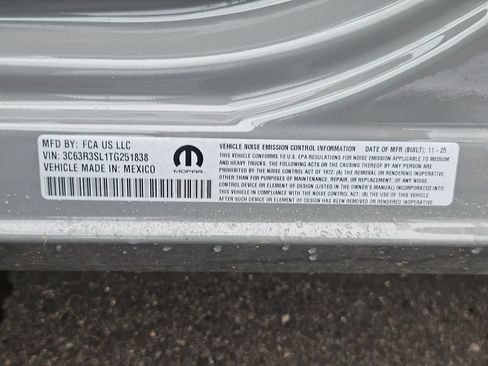 MFD BY: FCA US LLC
VIN: 3C63R3SL1TG251838
VEHICLE MADE IN: MEXICO
MOPAR
VEHICLE NOISE EMISSION CONTROL INFORMATION DATE OF MFR (BUILT): 11-25
THIS VEHICLE CONFORMS TO U.S. EPA REGULATIONS FOR NOISE EMISSION APPLICABLE TO MEDIUM
AND HEAVY TRUCKS. THE FOLLOWING ACTS OR THE CAUSING THEREOF BY ANY PERSON ARE
PROHIBITED BY THE NOISE CONTROL ACT OF 1972: (A) THE REMOVAL OR RENDERING INOPERATIVE,
OTHER THAN FOR PURPOSES OF MAINTENANCE, REPAIR, OR REPLACEMENT, OF ANY NOISE
CONTROL DEVICE OR ELEMENT OF DESIGN (LISTED IN THE OWNER'S MANUAL) INCORPORATED INTO
THIS VEHICLE IN COMPLIANCE WITH THE NOISE CONTROL ACT; (B) THE USE OF THIS VEHICLE
AFTER SUCH DEVICE OR ELEMENT OF DESIGN HAS BEEN REMOVED OR RENDERED INOPERATIVE.